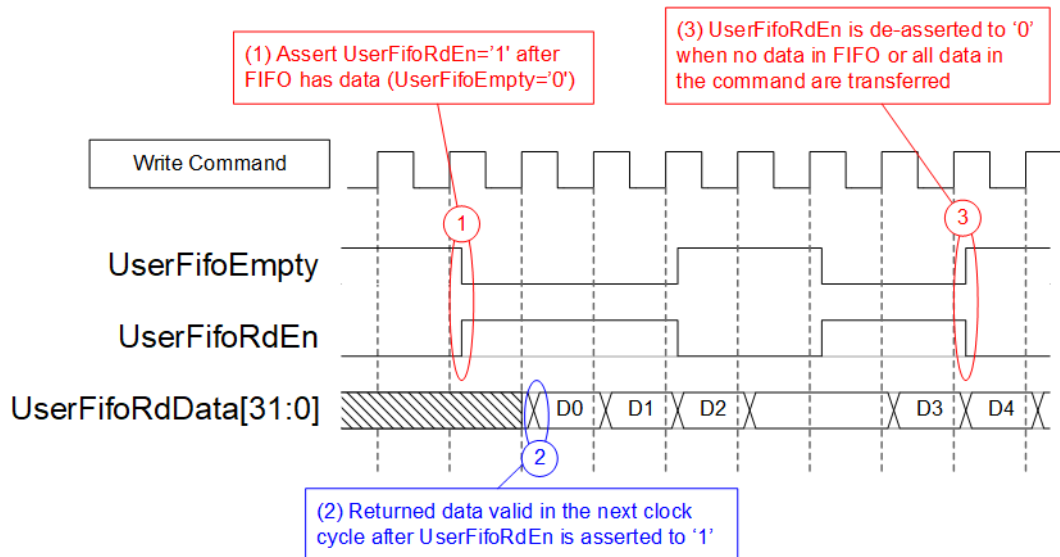 (1) Assert UserFifoRdEn='1' after
FIFO has data (UserFifoEmpty='0')
(3) UserFifoRdEn is de-asserted to ‘0’
when no data in FIFO or all data in
the command are transferred
Write Command
1
3
UserFifoEmpty
UserFifoRdEn
UserFifoRdData[31:0]
D0
D1
D2
D3
D4
2
(2) Returned data valid in the next clock
cycle after UserFifoRdEn is asserted to ‘1’